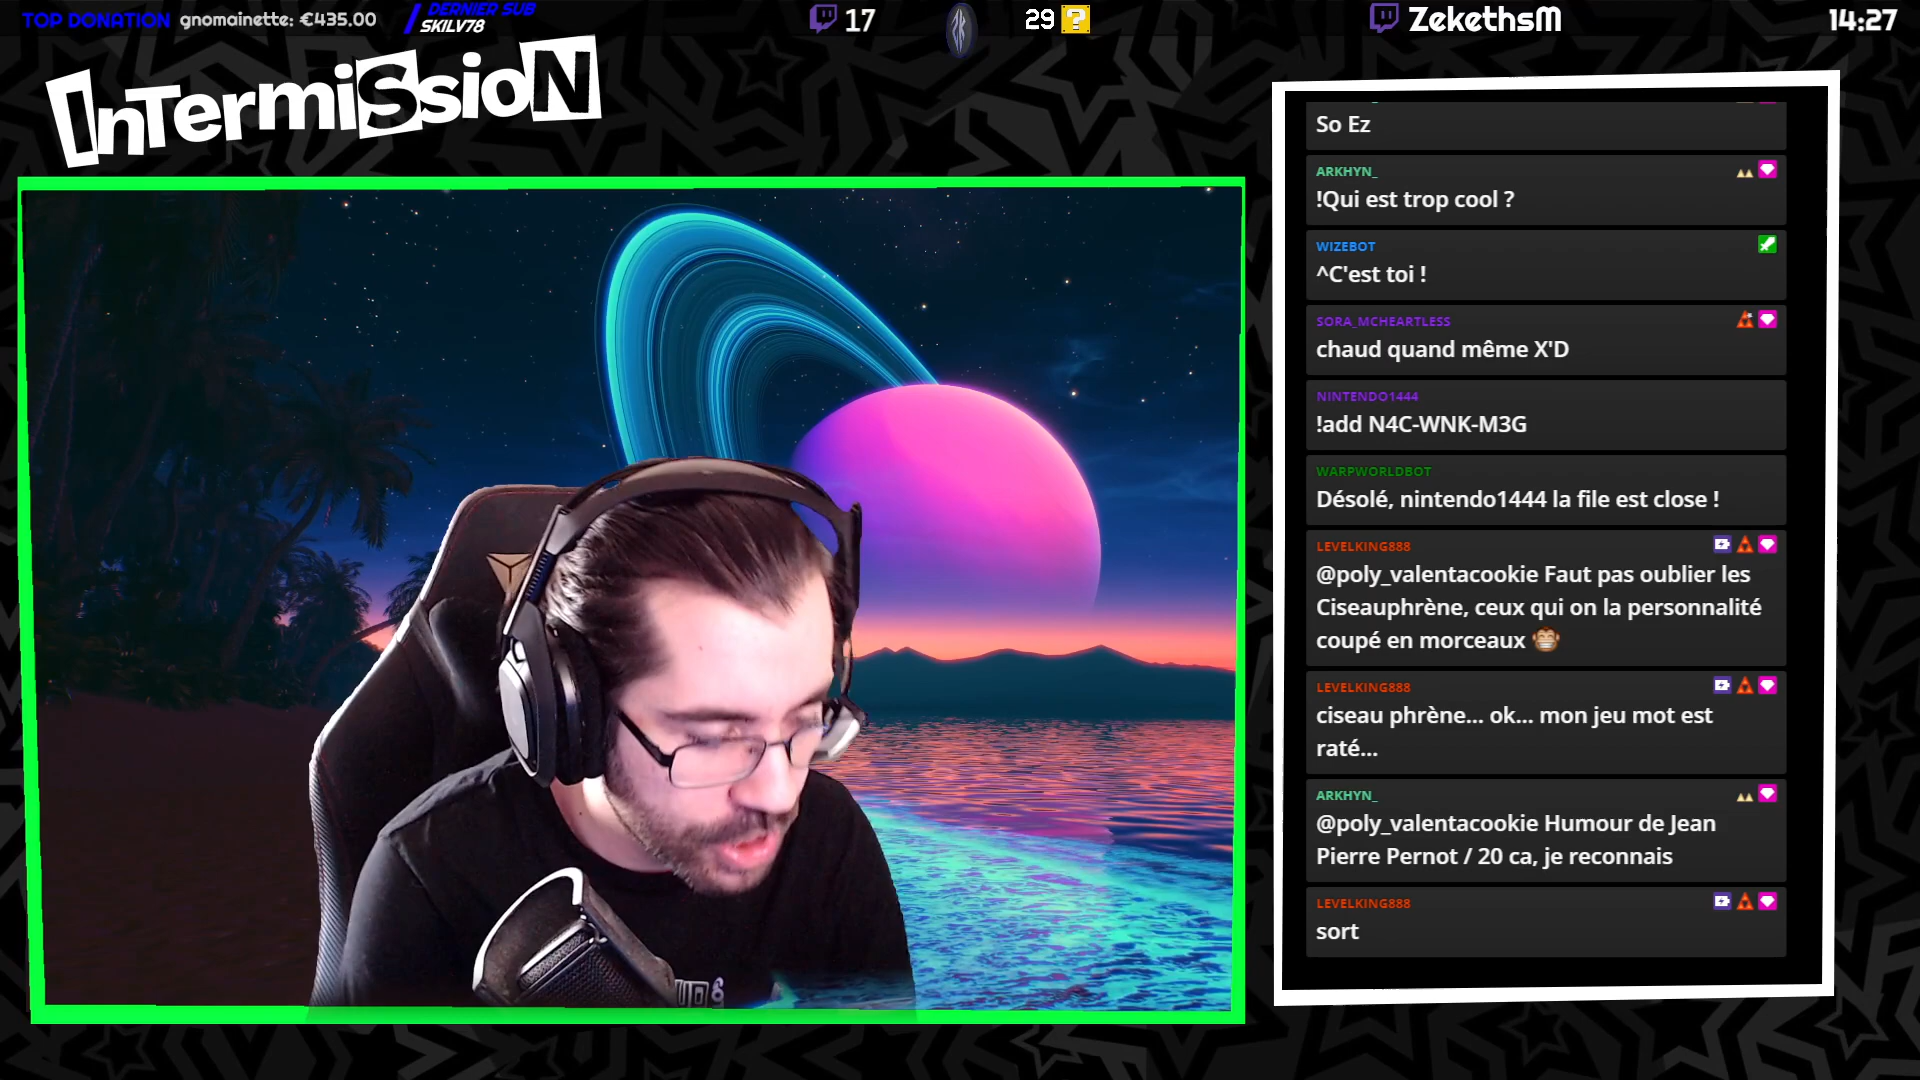 TOP DONATION gnomainette: €435.00
DERNIER SUB
SKILV78
17
29 ?
ZekethsM
14:27
InTermiSsioN
So Ez
ARKHYN_
!Qui est trop cool ?
WIZEBOT
^C'est toi !
SORA_MCHEARTLESS
chaud quand même X'D
NINTENDO1444
!add N4C-WNK-M3G
WARPWORLDBOT
Désolé, nintendo1444 la file est close !
LEVELKING888
@poly_valentacookie Faut pas oublier les
Ciseauphrène, ceux qui on la personnalité
coupé en morceaux
LEVELKING888
ciseau phrène... ok... mon jeu mot est
raté...
ARKHYN_
@poly_valentacookie Humour de Jean
Pierre Pernot / 20 ca, je reconnais
LEVELKING888
sort